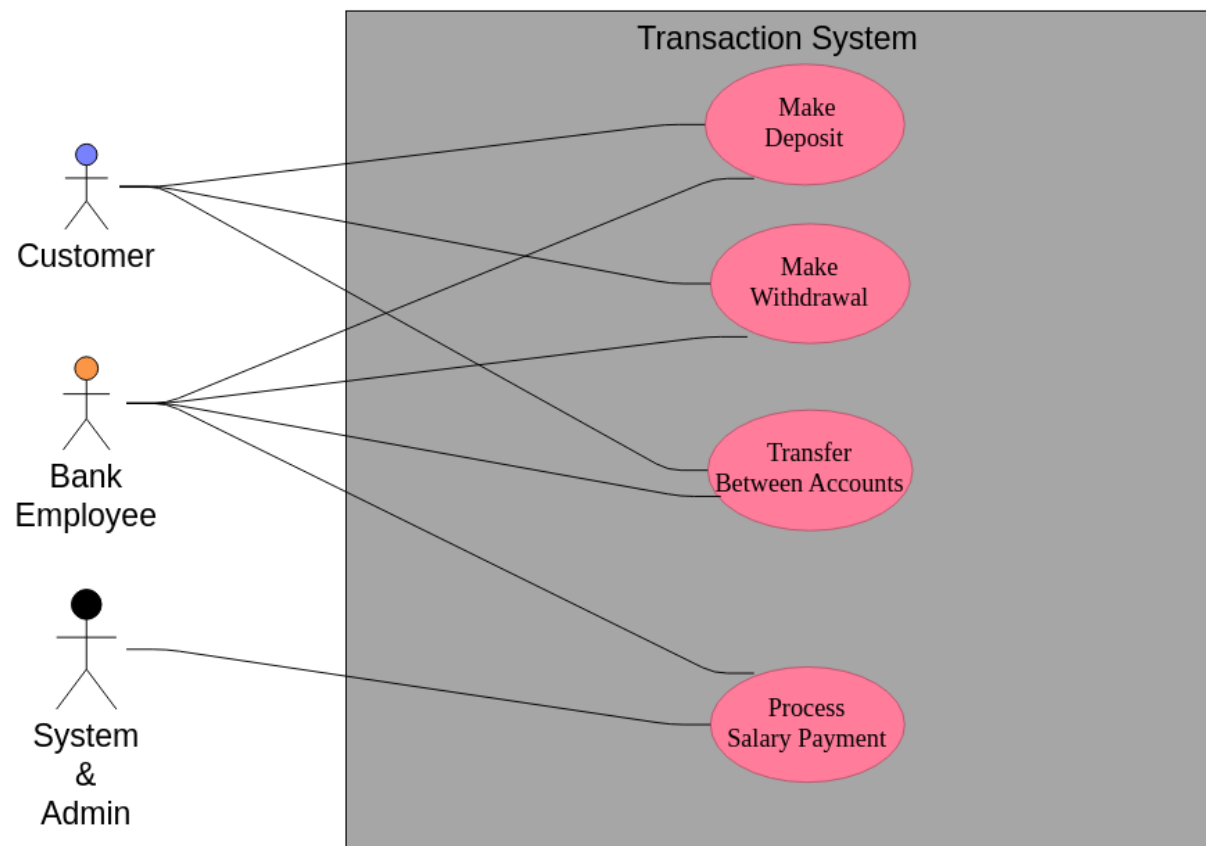 Transaction System
Make
Deposit
Customer
Make
Withdrawal
Bank
Employee
Transfer
Between Accounts
System
&
Admin
Process
Salary Payment